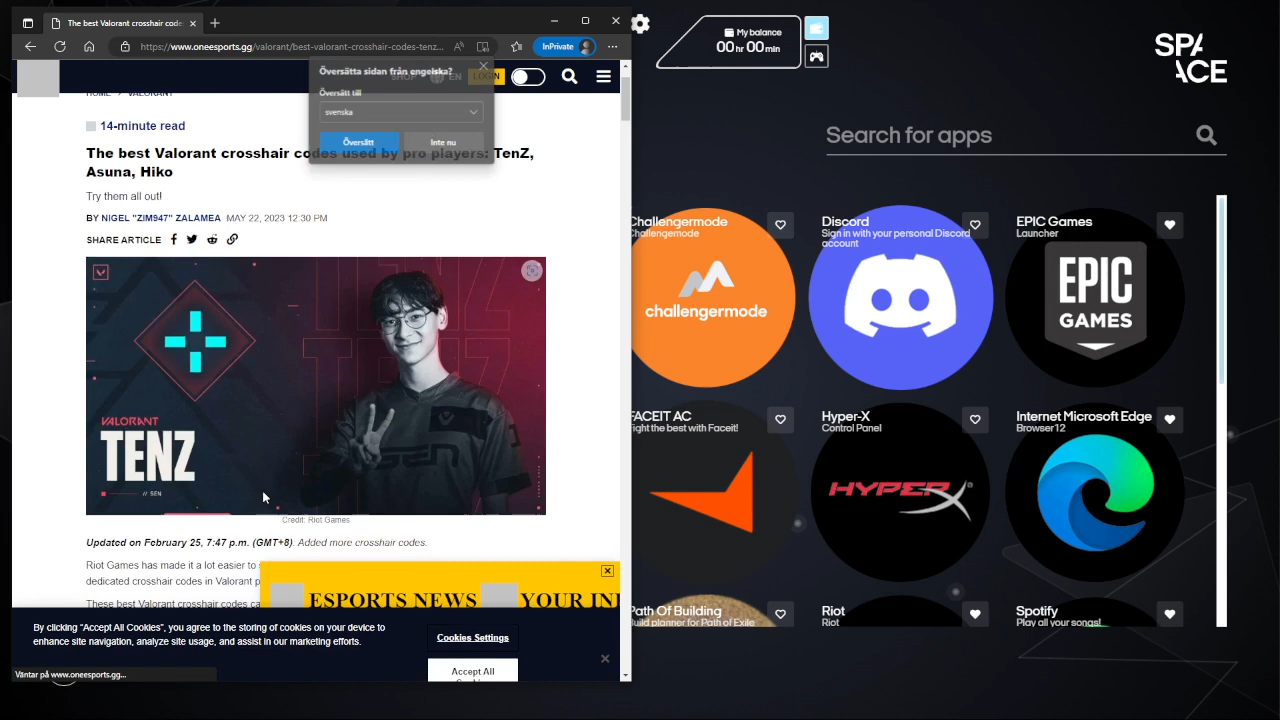 The best Valorant crosshair code
https://www.oneesports.gg/valorant/best-valorant-crosshair-codes-tenz...
InPrivate
Översätta sidan från engelska?
Översätt till
svenska
Översätt
Inte nu
SHOP
EN
LOGIN
HOME
VALORANT
14-minute read
The best Valorant crosshair codes used by pro players: TenZ,
Asuna, Hiko
Try them all out!
BY NIGEL "ZIM947" ZALAMEA MAY 22, 2023 12:30 PM
SHARE ARTICLE
VALORANT
TENZ
// SEN
Credit: Riot Games
Updated on February 25, 7:47 p.m. (GMT+8): Added more crosshair codes.
Riot Games has made it a lot easier to
dedicated crosshair codes in Valorant
These best Valorant crosshair codes
ESPORTS NEWS
YOUR
By clicking “Accept All Cookies”, you agree to the storing of cookies on your device to
enhance site navigation, analyze site usage, and assist in our marketing efforts.
Cookies Settings
Accept All
Väntar på www.oneesports.gg...
My balance
00 hr 00 min
SPACE
Search for apps
Challengermode
Challengermode
challengermode
Discord
Sign in with your personal Discord
account
EPIC Games
Launcher
EPIC
GAMES
FACEIT AC
Fight the best with Faceit!
Hyper-X
Control Panel
HYPERX
Internet Microsoft Edge
Browser12
Path Of Building
Build planner for Path of Exile
Riot
Riot
Spotify
Play all your songs!